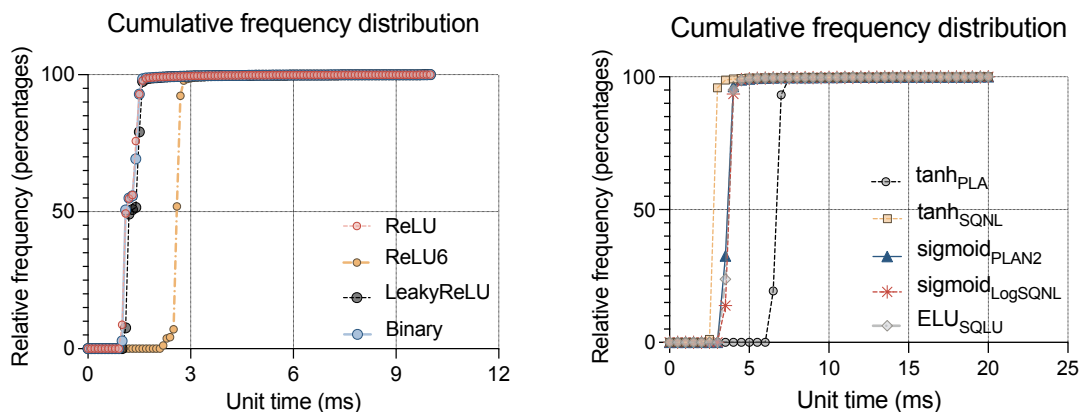 Cumulative frequency distribution
Relative frequency (percentages)
100
50
0
0
3
6
9
12
Unit time (ms)
ReLU
ReLU6
LeakyReLU
Binary
Cumulative frequency distribution
Relative frequency (percentages)
100
50
0
0
5
10
15
20
25
Unit time (ms)
tanhPLA
tanhSQNL
sigmoidPLAN2
sigmoidLogSQNL
ELUSQLU